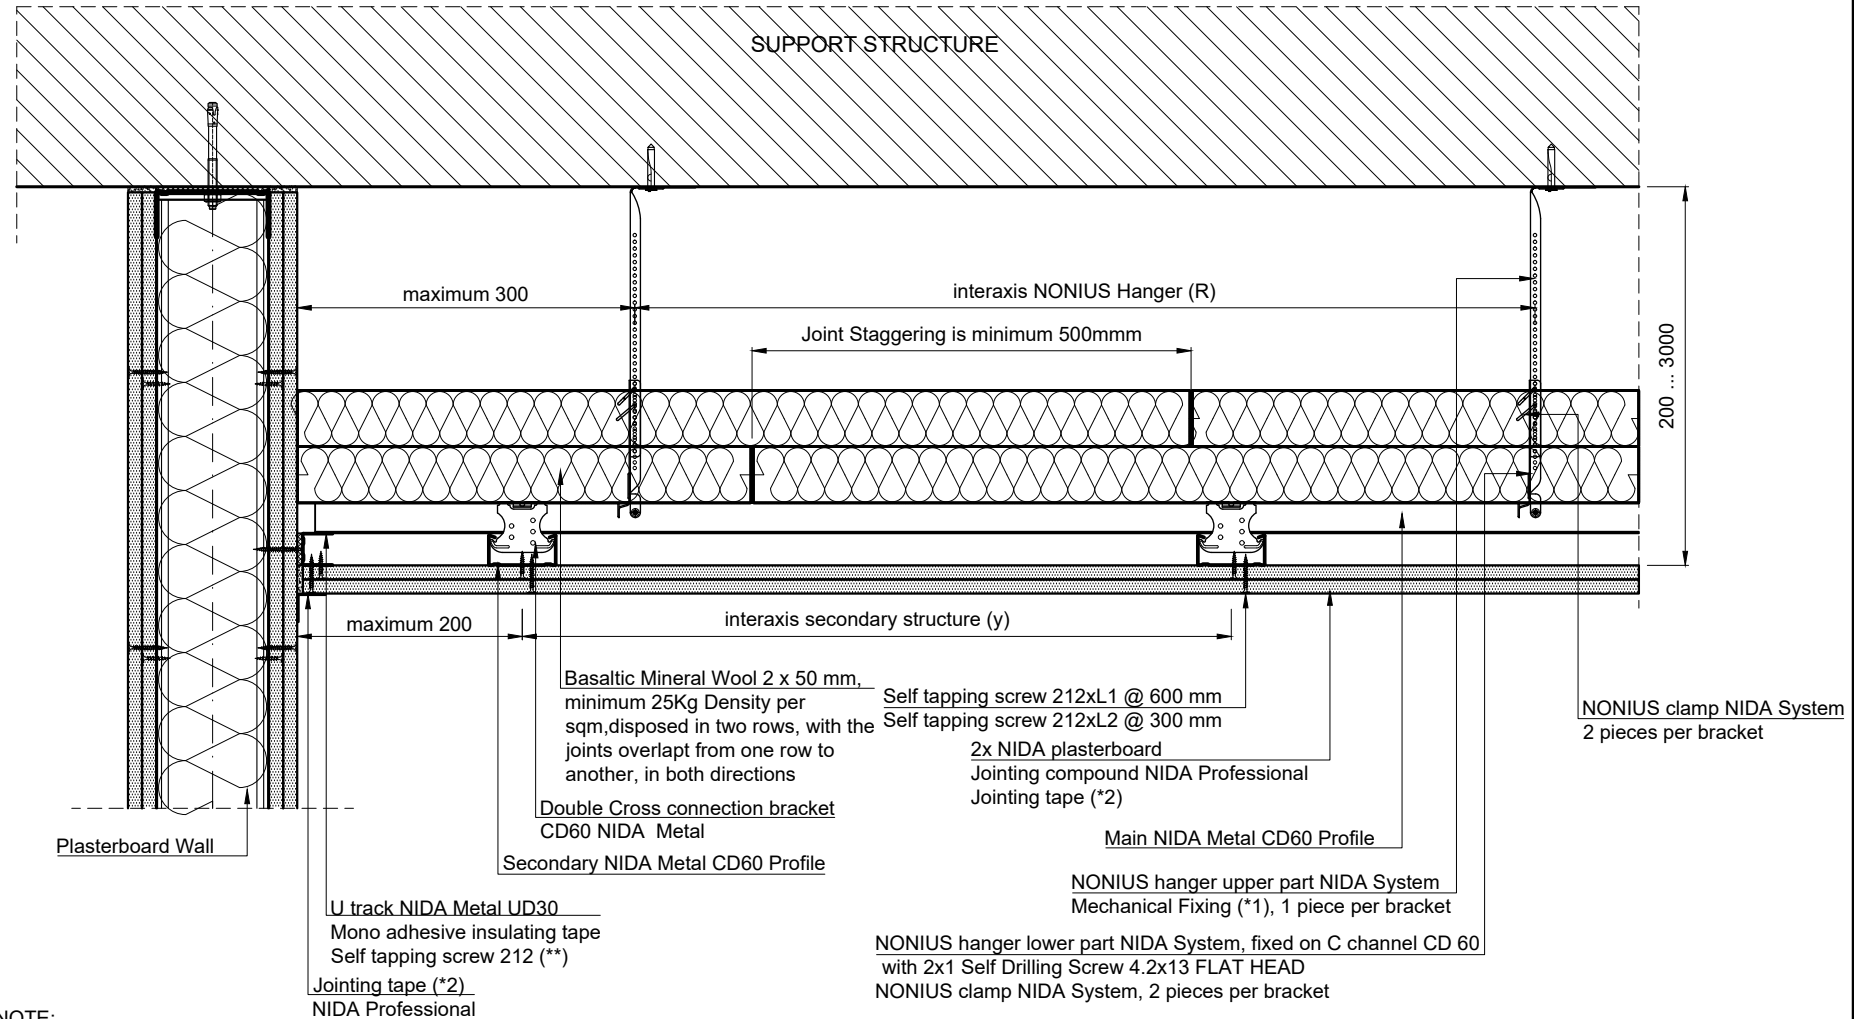 SUPPORT STRUCTURE
maximum 300
interaxis NONIUS Hanger (R)
Joint Staggering is minimum 500mmm
200 ... 3000
maximum 200
interaxis secondary structure (y)
Basaltic Mineral Wool 2 x 50 mm,
minimum 25Kg Density per
sqm,disposed in two rows, with the
joints overlapt from one row to
another, in both directions
Self tapping screw 212xL1 @ 600 mm
Self tapping screw 212xL2 @ 300 mm
NONIUS clamp NIDA System
2 pieces per bracket
2x NIDA plasterboard
Jointing compound NIDA Professional
Jointing tape (*2)
Double Cross connection bracket
CD60 NIDA Metal
Main NIDA Metal CD60 Profile
Plasterboard Wall
Secondary NIDA Metal CD60 Profile
NONIUS hanger upper part NIDA System
Mechanical Fixing (*1), 1 piece per bracket
U track NIDA Metal UD30
Mono adhesive insulating tape
Self tapping screw 212 (**)
NONIUS hanger lower part NIDA System, fixed on C channel CD 60
with 2x1 Self Drilling Screw 4.2x13 FLAT HEAD
NONIUS clamp NIDA System, 2 pieces per bracket
Jointing tape (*2)
NIDA Professional
NOTE: